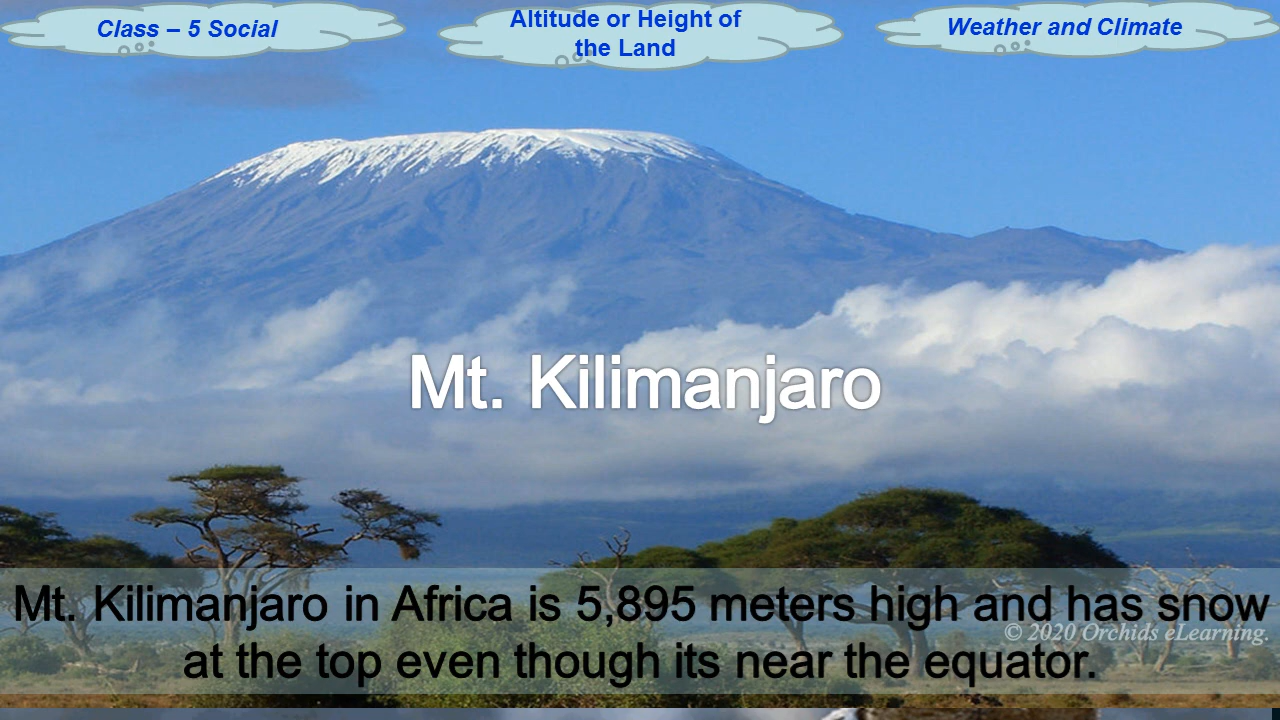 Class – 5 Social
Altitude or Height of
the Land
Weather and Climate
Mt. Kilimanjaro
Mt. Kilimanjaro in Africa is 5,895 meters high and has snow
© 2020 Orchids eLearning.
at the top even though its near the equator.